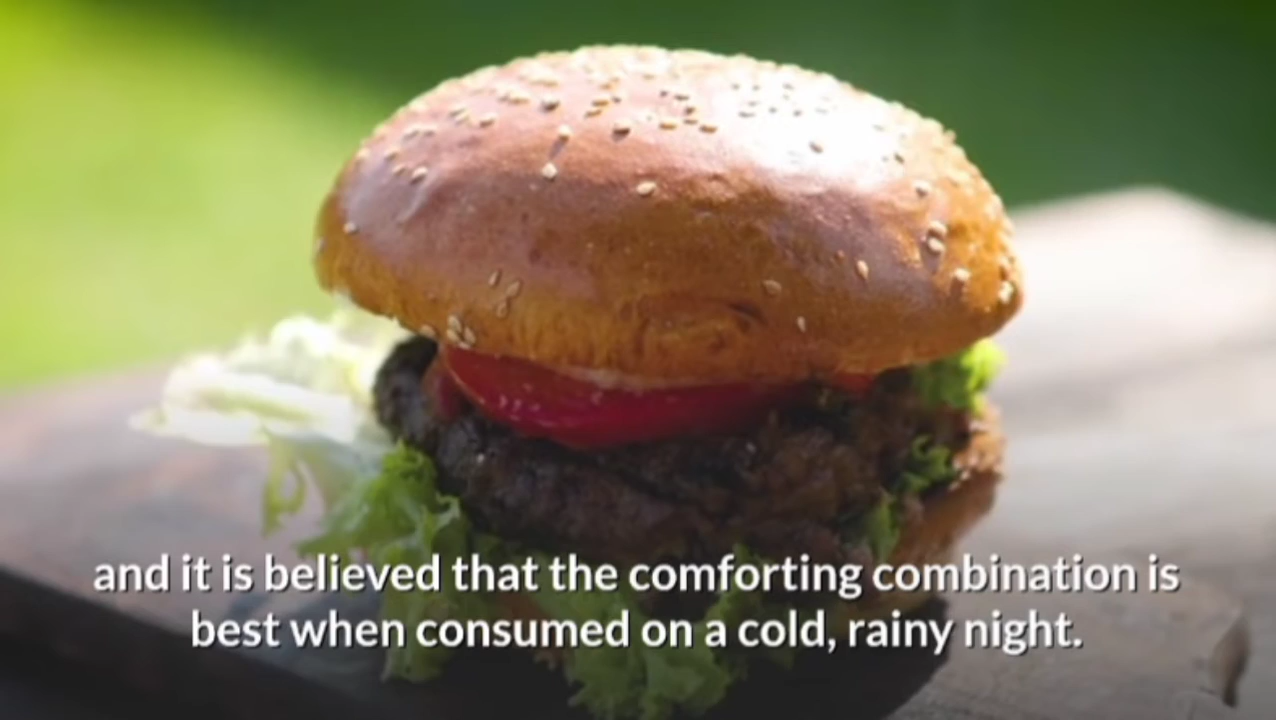 and it is believed that the comforting combination is
best when consumed on a cold, rainy night.